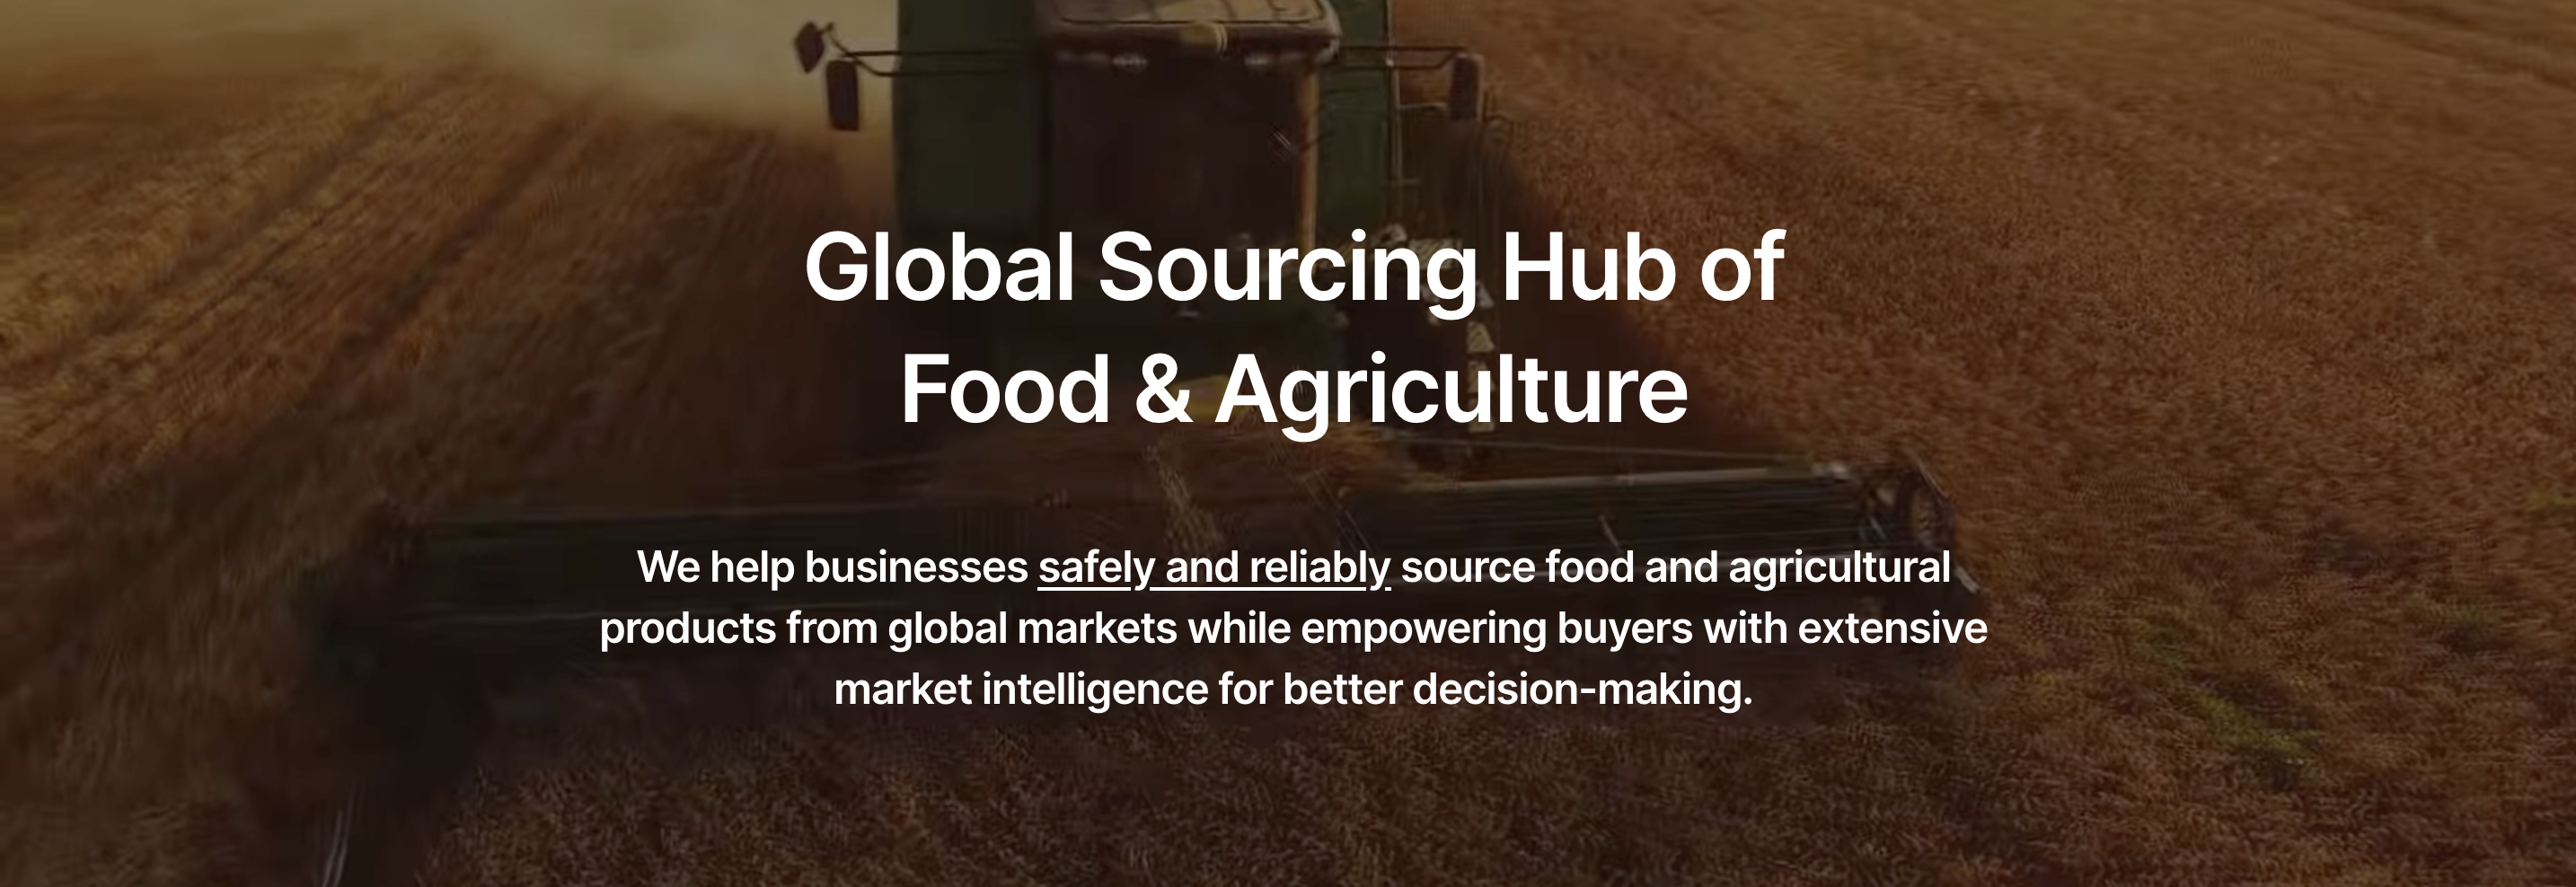 Global Sourcing Hub of
Food & Agriculture
We help businesses safely and reliably source food and agricultural
products from global markets while empowering buyers with extensive
market intelligence for better decision-making.